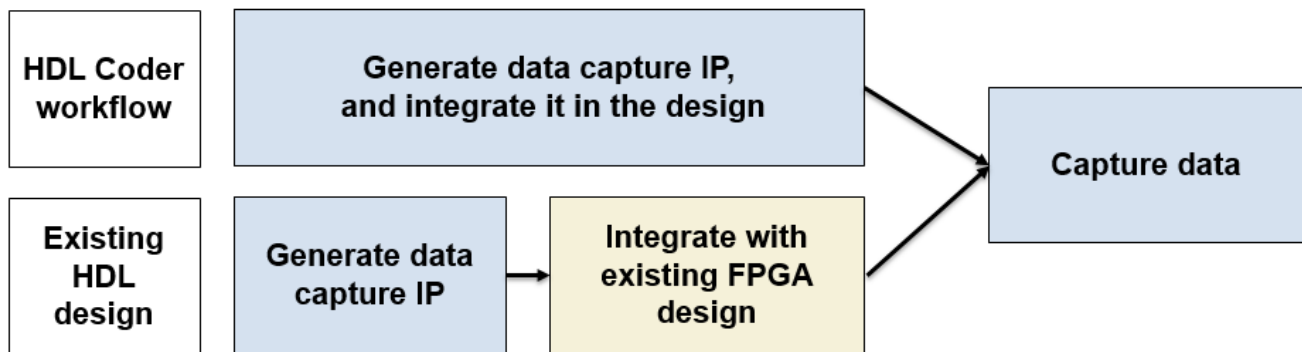 HDL Coder
workflow
Generate data capture IP,
and integrate it in the design
Capture data
Existing
HDL
design
Generate data
capture IP
Integrate with
existing FPGA
design